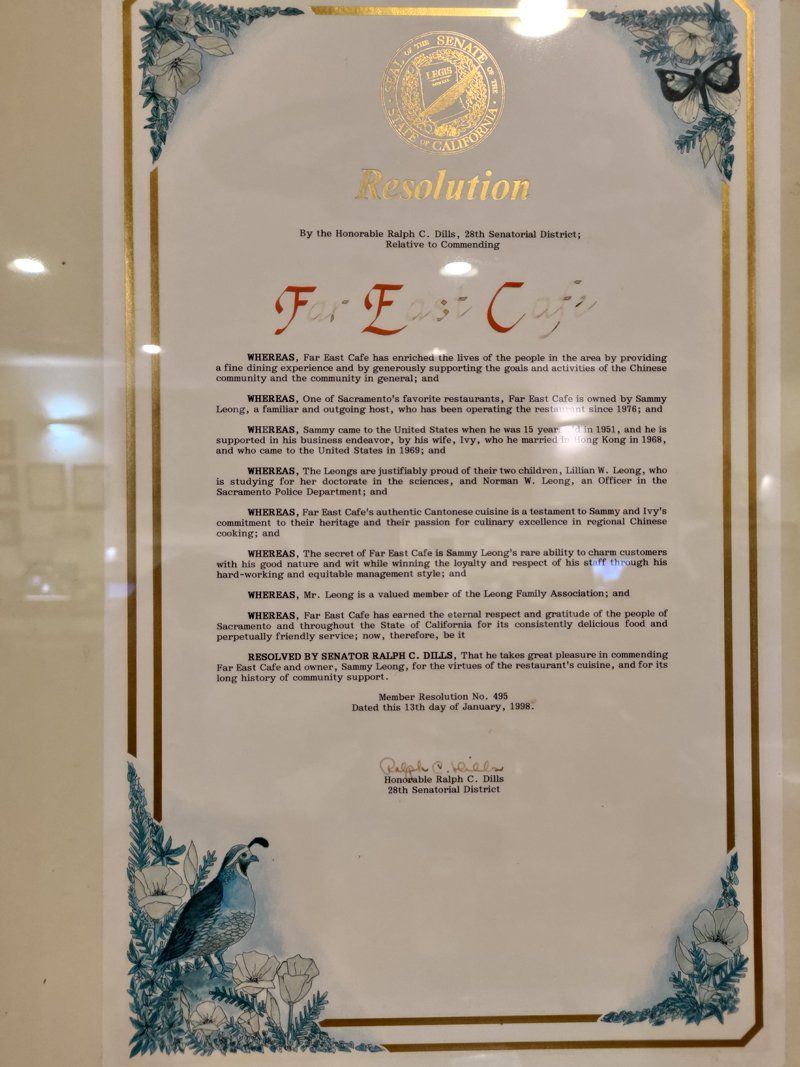 SEAL OF THE SENATE OF THE STATE OF CALIFORNIA
LEGIS
Resolution
By the Honorable Ralph C. Dills, 28th Senatorial District;
Relative to Commending
Far East Cafe
WHEREAS, Far East Cafe has enriched the lives of the people in the area by providing
a fine dining experience and by generously supporting the goals and activities of the Chinese
community and the community in general; and
WHEREAS, One of Sacramento's favorite restaurants, Far East Cafe is owned by Sammy
Leong, a familiar and outgoing host, who has been operating the restaurant since 1976; and
WHEREAS, Sammy came to the United States when he was 15 years old in 1951, and he is
supported in his business endeavor, by his wife, Ivy, who he married in Hong Kong in 1968,
and who came to the United States in 1969; and
WHEREAS, The Leongs are justifiably proud of their two children, Lillian W. Leong, who
is studying for her doctorate in the sciences, and Norman W. Leong, an Officer in the
Sacramento Police Department; and
WHEREAS, Far East Cafe's authentic Cantonese cuisine is a testament to Sammy and Ivy's
commitment to their heritage and their passion for culinary excellence in regional Chinese
cooking; and
WHEREAS, The secret of Far East Cafe is Sammy Leong's rare ability to charm customers
with his good nature and wit while winning the loyalty and respect of his staff through his
hard-working and equitable management style; and
WHEREAS, Mr. Leong is a valued member of the Leong Family Association; and
WHEREAS, Far East Cafe has earned the eternal respect and gratitude of the people of
Sacramento and throughout the State of California for its consistently delicious food and
perpetually friendly service; now, therefore, be it
RESOLVED BY SENATOR RALPH C. DILLS, That he takes great pleasure in commending
Far East Cafe and owner, Sammy Leong, for the virtues of the restaurant's cuisine, and for its
long history of community support.
Member Resolution No. 495
Dated this 13th day of January, 1998.
Ralph C. Dills
Honorable Ralph C. Dills
28th Senatorial District